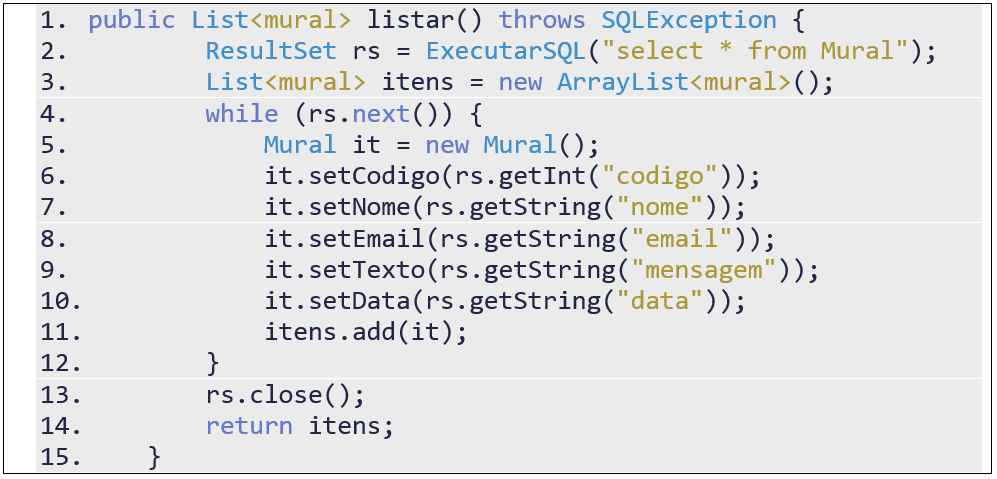 1. public List<mural> listar() throws SQLException {
2. ResultSet rs = ExecutarSQL("select * from Mural");
3. List<mural> itens = new ArrayList<mural>();
4. while (rs.next()) {
5. Mural it = new Mural();
6. it.setCodigo(rs.getInt("codigo"));
7. it.setNome(rs.getString("nome"));
8. it.setEmail(rs.getString("email"));
9. it.setTexto(rs.getString("mensagem"));
10. it.setData(rs.getString("data"));
11. itens.add(it);
12. }
13. rs.close();
14. return itens;
15. }